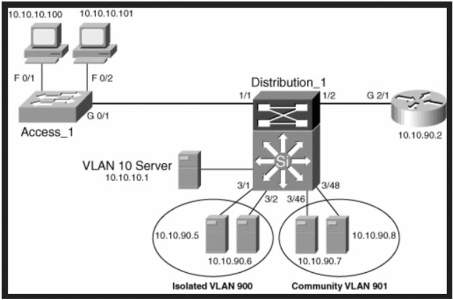 10.10.10.100
10.10.10.101
F 0/1
F 0/2
Access_1
G 0/1
Distribution_1
1/1
1/2
G 2/1
10.10.90.2
VLAN 10 Server
10.10.10.1
Si
3/1
3/2
3/46
3/48
10.10.90.5
10.10.90.6
10.10.90.7
10.10.90.8
Isolated VLAN 900
Community VLAN 901